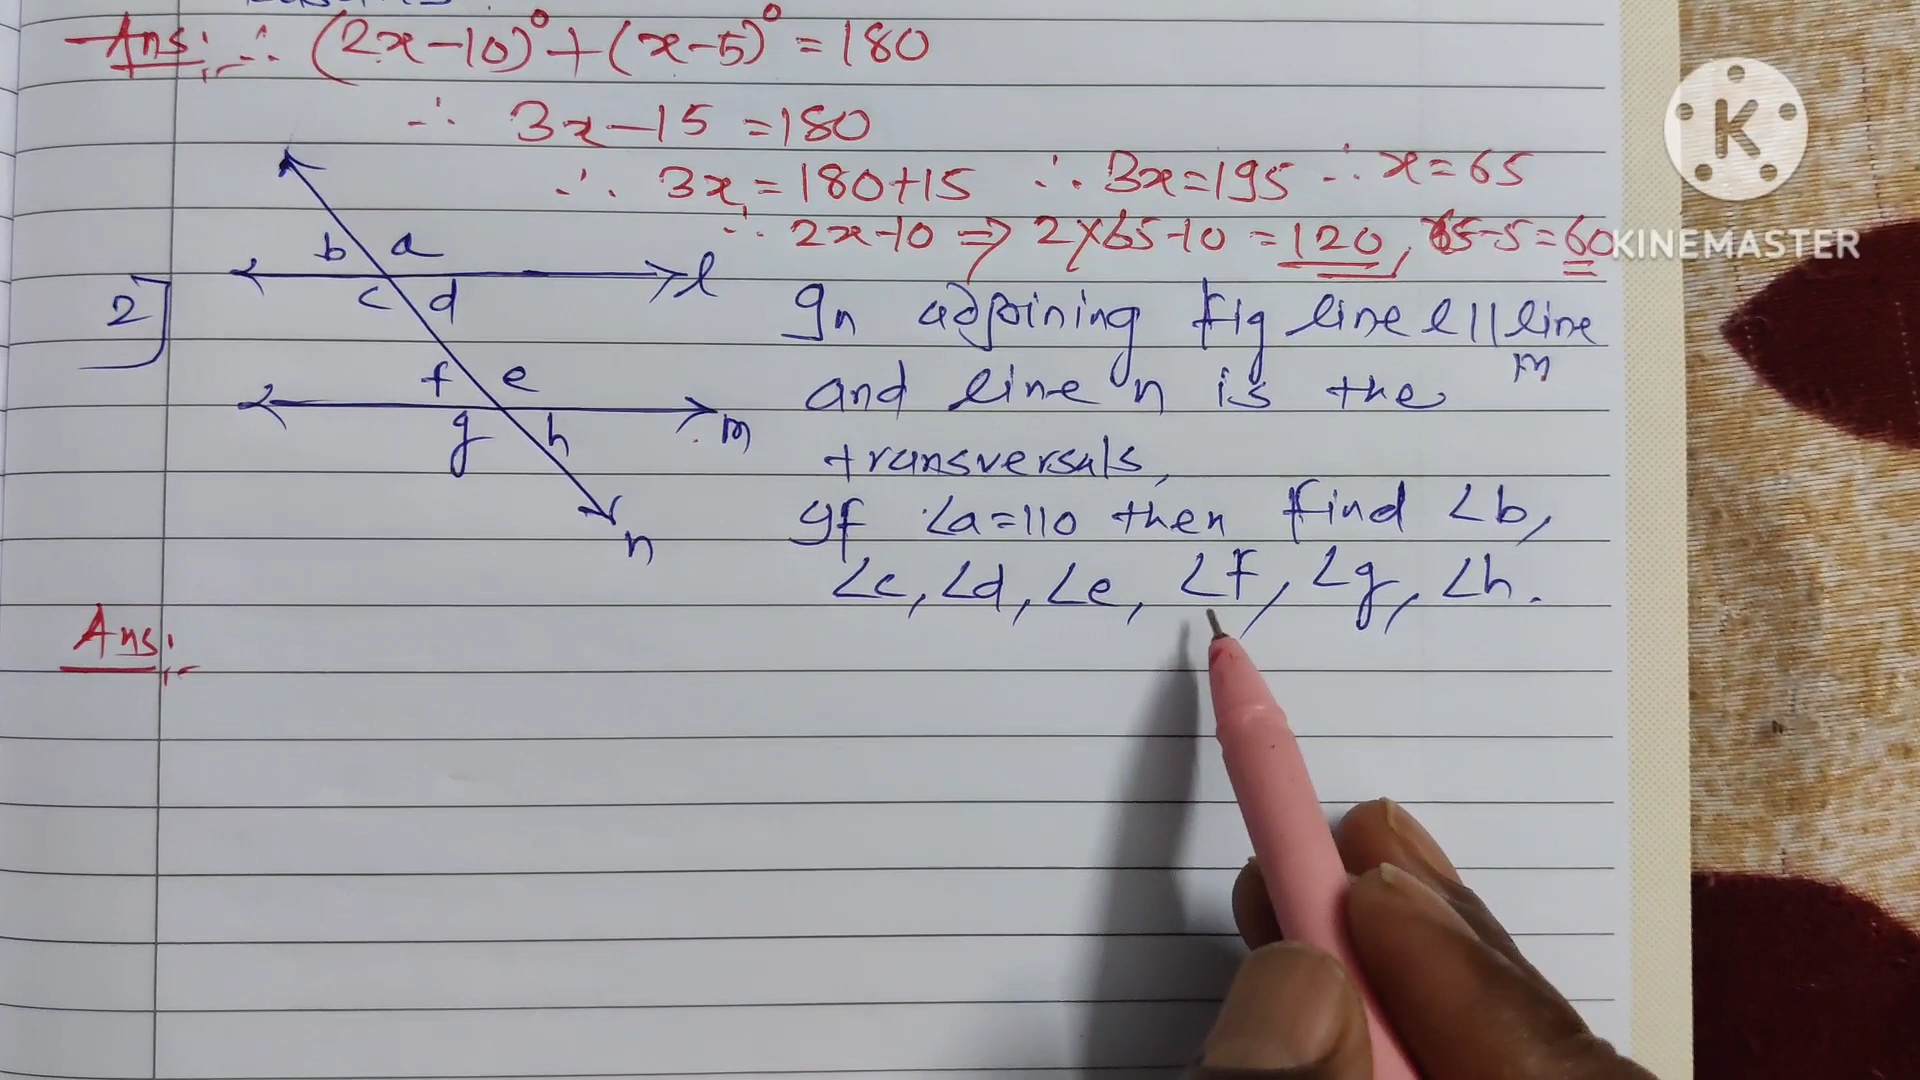 Ans:- ∴ (2x-10)° + (x-5)° = 180
∴ 3x-15 = 180
∴ 3x = 180+15 ∴ 3x=195 ∴ x=65
∴ 2x-10 ⇒ 2×65-10 = 120, 65-5=60
K
KINEMASTER
2]
b a
l
c d
f e
m
g h
n
In adjoining fig line l || line m
and line n is the
transversals.
If ∠a=110 then find ∠b,
∠c, ∠d, ∠e, ∠f, ∠g, ∠h.
Ans:-